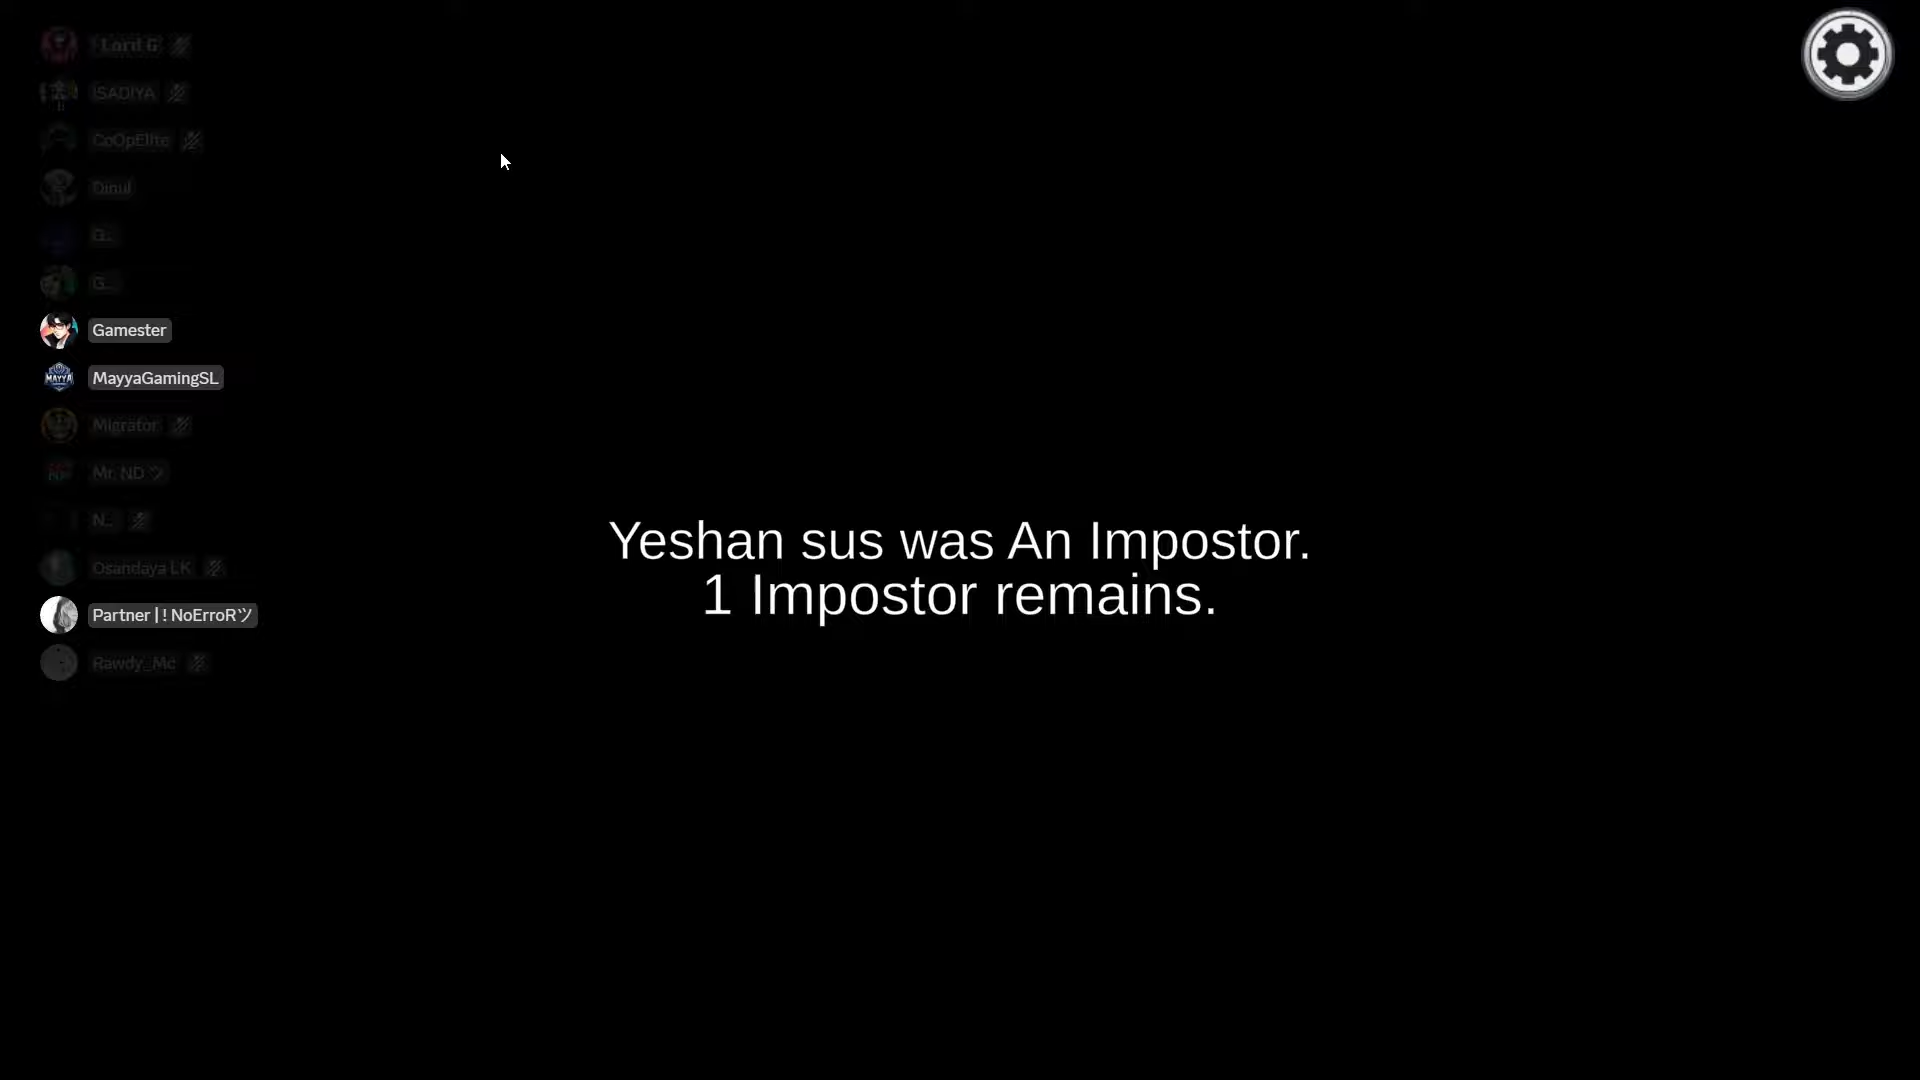 Lord G
ISADIYA
CoOpElite
Dinul
G...
G...
Gamester
MayyaGamingSL
Migrator
Mr. ND ツ
N...
Osandaya LK
Partner | ! NoErroRツ
Rawdy_Mc
Yeshan sus was An Impostor.
1 Impostor remains.